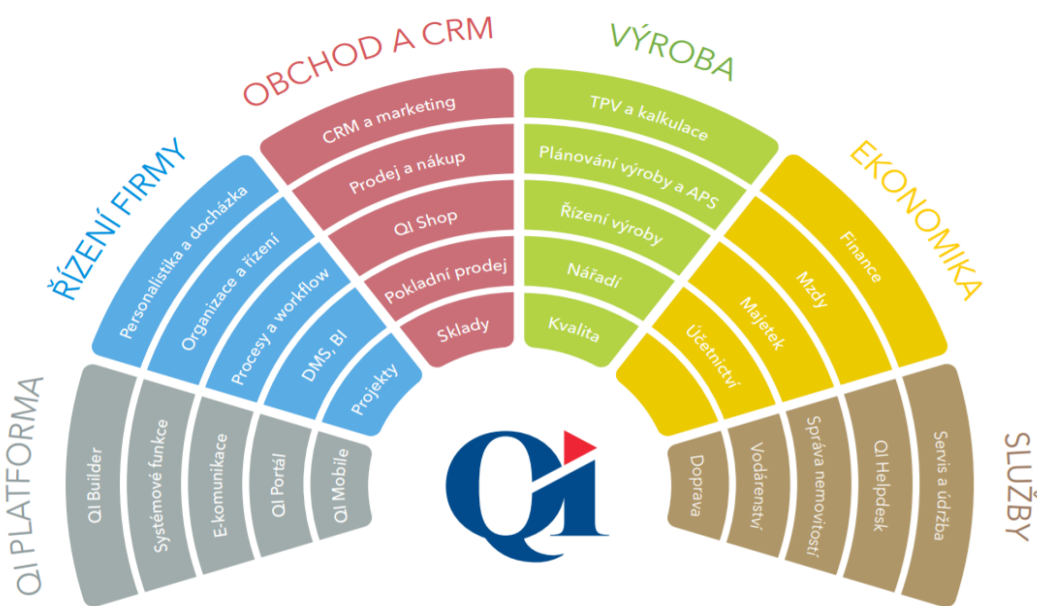 QI PLATFORMA
QI Builder
Systémové funkce
E-komunikace
QI Portál
QI Mobile
ŘÍZENÍ FIRMY
Personalistika a docházka
Organizace a řízení
Procesy a workflow
DMS, BI
Projekty
OBCHOD A CRM
CRM a marketing
Prodej a nákup
QI Shop
Pokladní prodej
Sklady
VÝROBA
TPV a kalkulace
Plánování výroby a APS
Řízení výroby
Nářadí
Kvalita
EKONOMIKA
Finance
Mzdy
Majetek
Účetnictví
SLUŽBY
Servis a údržba
QI Helpdesk
Správa nemovitostí
Vodárenství
Doprava
QI